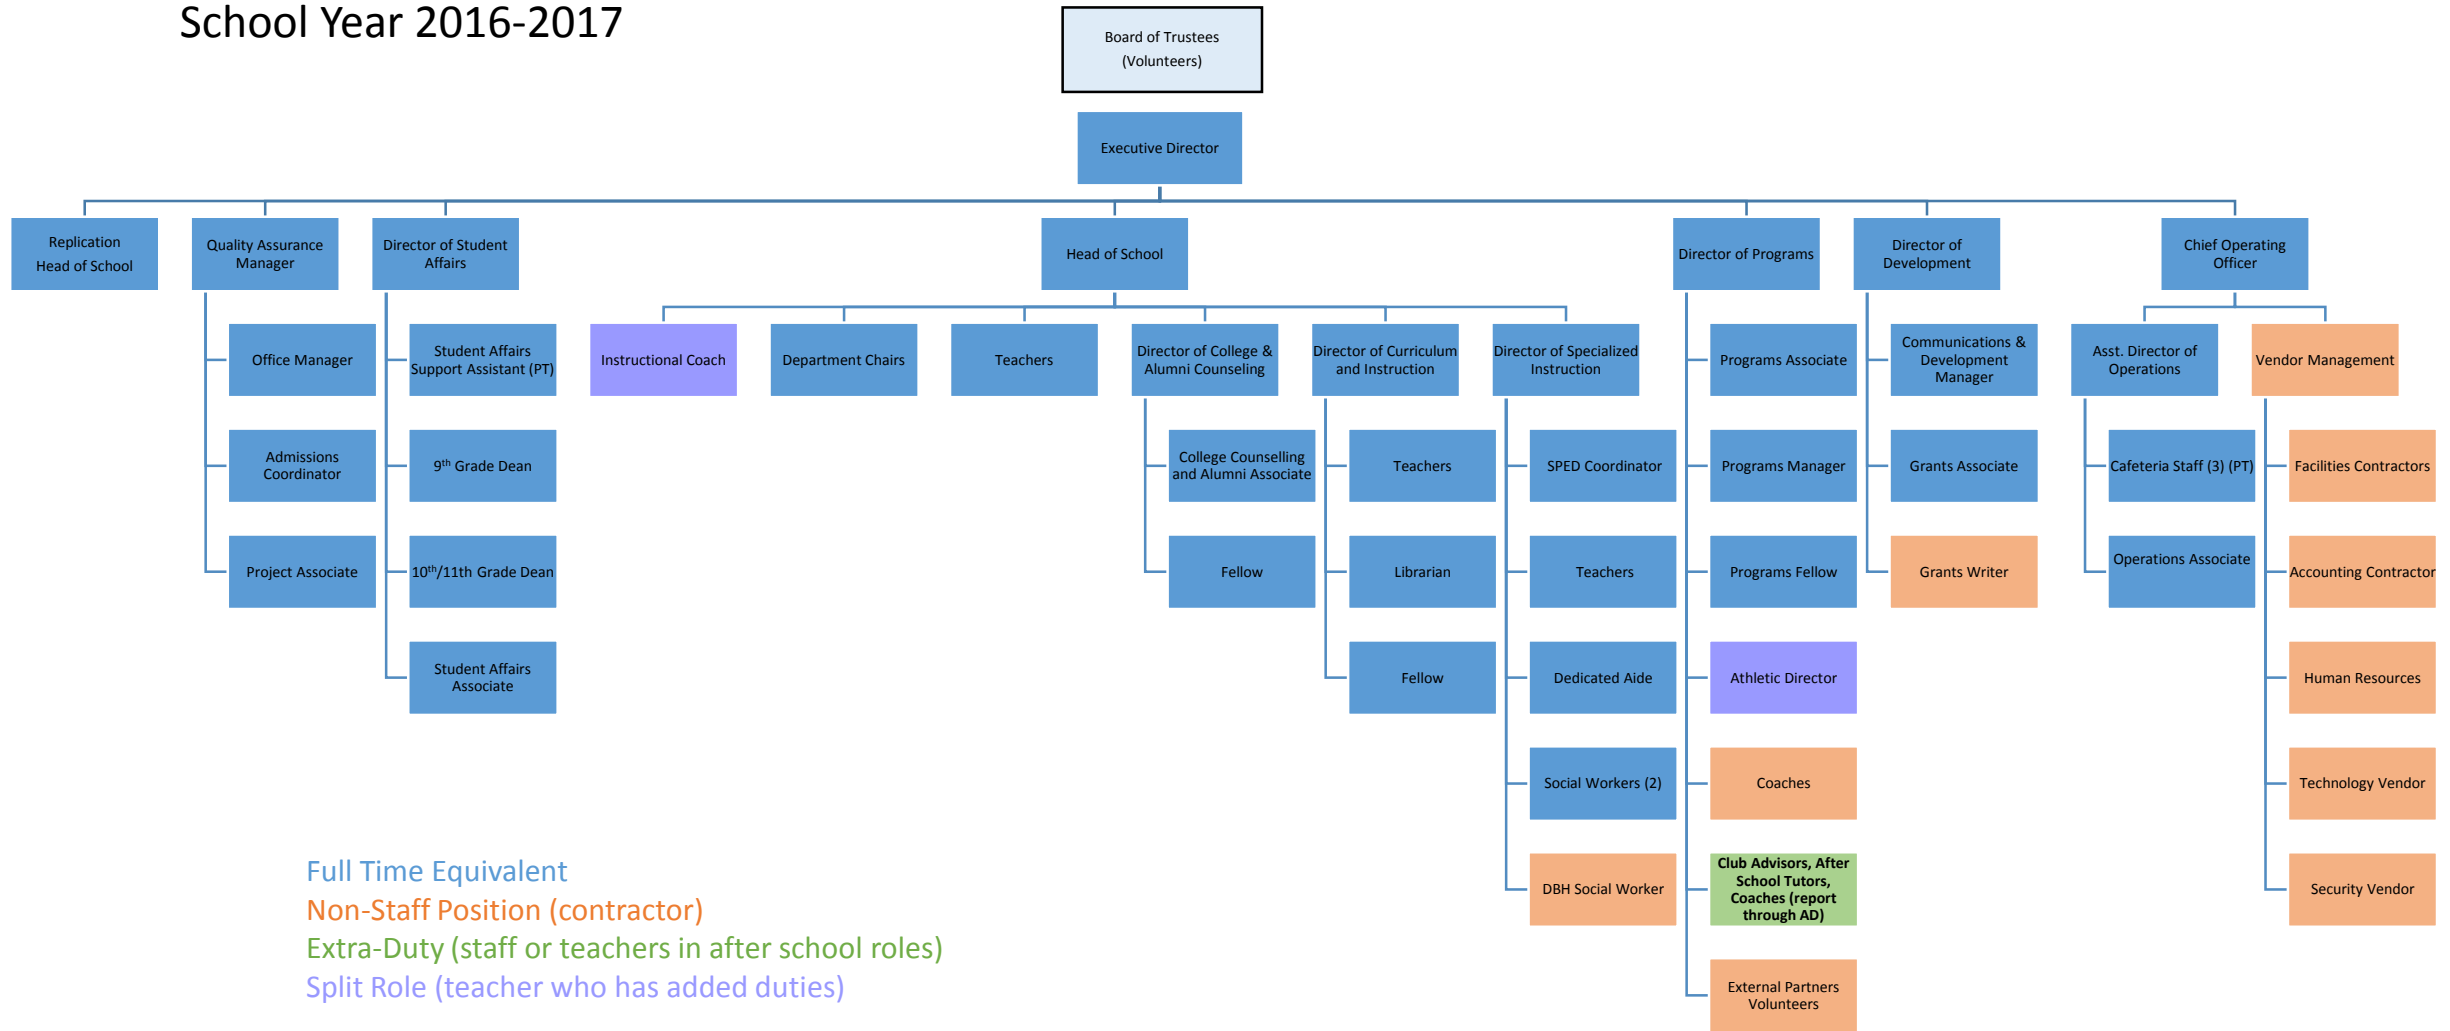 School Year 2016-2017
Board of Trustees
(Volunteers)
Executive Director
Replication
Head of School
Quality Assurance
Manager
Director of Student
Affairs
Head of School
Director of Programs
Director of
Development
Chief Operating
Officer
Office Manager
Student Affairs
Support Assistant (PT)
Instructional Coach
Department Chairs
Teachers
Director of College &
Alumni Counseling
Director of Curriculum
and Instruction
Director of Specialized
Instruction
Programs Associate
Communications &
Development
Manager
Asst. Director of
Operations
Vendor Management
Admissions
Coordinator
9th Grade Dean
College Counselling
and Alumni Associate
Teachers
SPED Coordinator
Programs Manager
Grants Associate
Cafeteria Staff (3) (PT)
Facilities Contractors
Project Associate
10th/11th Grade Dean
Fellow
Librarian
Teachers
Programs Fellow
Grants Writer
Operations Associate
Accounting Contractor
Student Affairs
Associate
Fellow
Dedicated Aide
Athletic Director
Human Resources
Social Workers (2)
Coaches
Technology Vendor
DBH Social Worker
Club Advisors, After
School Tutors,
Coaches (report
through AD)
Security Vendor
External Partners
Volunteers
Full Time Equivalent
Non-Staff Position (contractor)
Extra-Duty (staff or teachers in after school roles)
Split Role (teacher who has added duties)